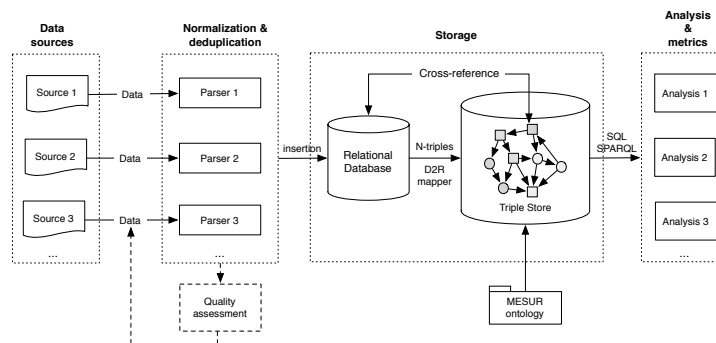 Data
sources
Normalization &
deduplication
Storage
Analysis
& metrics
Source 1
Data
Parser 1
Source 2
Data
Parser 2
Source 3
Data
Parser 3
...
...
insertion
Cross-reference
Relational
Database
N-triples
D2R
mapper
Triple Store
SQL
SPARQL
Analysis 1
Analysis 2
Analysis 3
...
Quality
assessment
MESUR
ontology